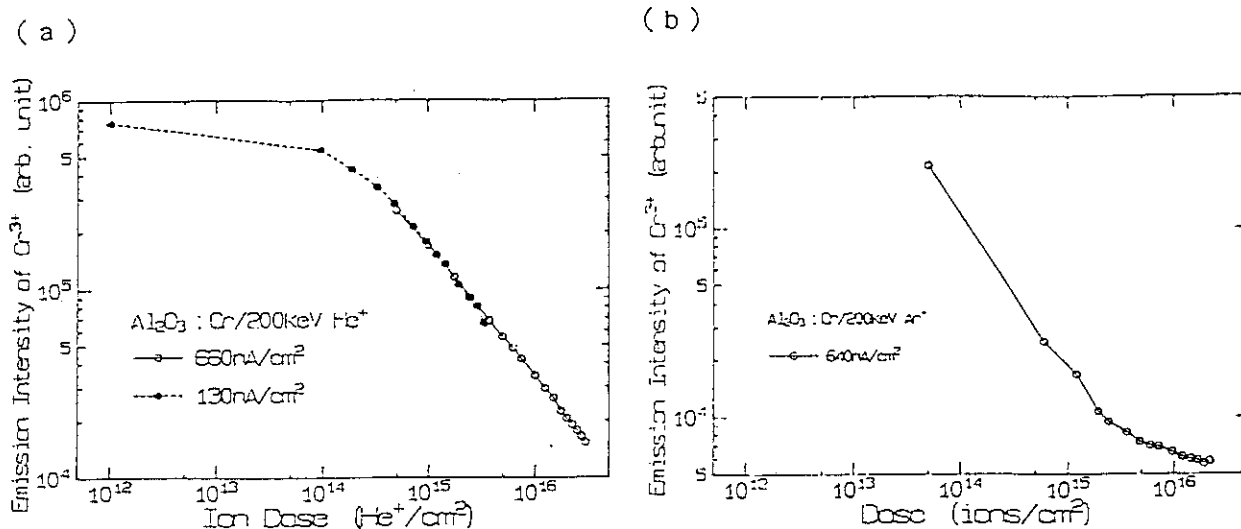 (a)
Emission Intensity of Cr³⁺ (arb. unit)
10⁶
5
10⁵
5
10⁴
Al₂O₃ : Cr/200keV He⁺
660nA/cm²
130nA/cm²
10¹² 10¹³ 10¹⁴ 10¹⁵ 10¹⁶
Ion Dose (He⁺/cm²)
(b)
Emission Intensity of Cr³⁺ (arbunit)
5
10⁵
5
10⁴
5
Al₂O₃ : Cr/200keV Ar⁺
640nA/cm²
10¹² 10¹³ 10¹⁴ 10¹⁵ 10¹⁶
Dose (ions/cm²)